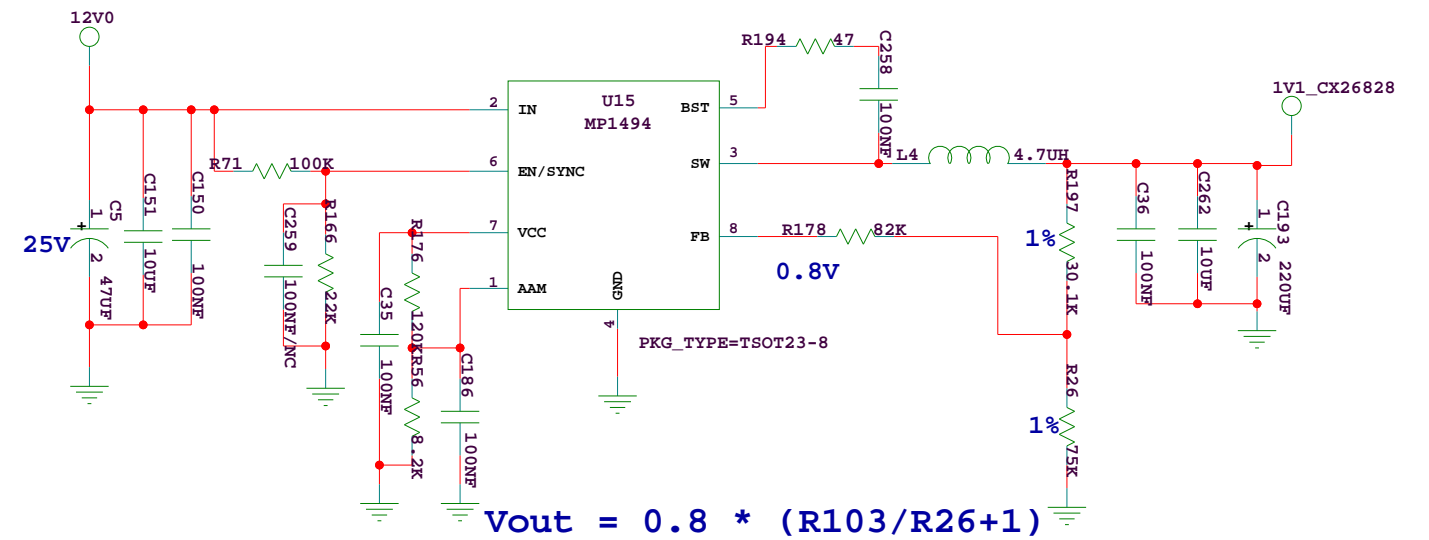 12V0
R194
47
C258
100NF
1V1_CX26828
2
IN
U15
MP1494
BST
5
6
EN/SYNC
SW
3
L4
4.7UH
R71
100K
7
VCC
FB
8
R178
82K
0.8V
1
AAM
GND
4
PKG_TYPE=TSOT23-8
25V
1
C5
2
47UF
C151
10UF
C150
100NF
C259
100NF/NC
R166
22K
R176
120K
C35
100NF
R56
8.2K
C186
100NF
R197
1%
30.1K
R26
1%
75K
C36
100NF
C262
10UF
1
C193
2
220UF
Vout = 0.8 * (R103/R26+1)